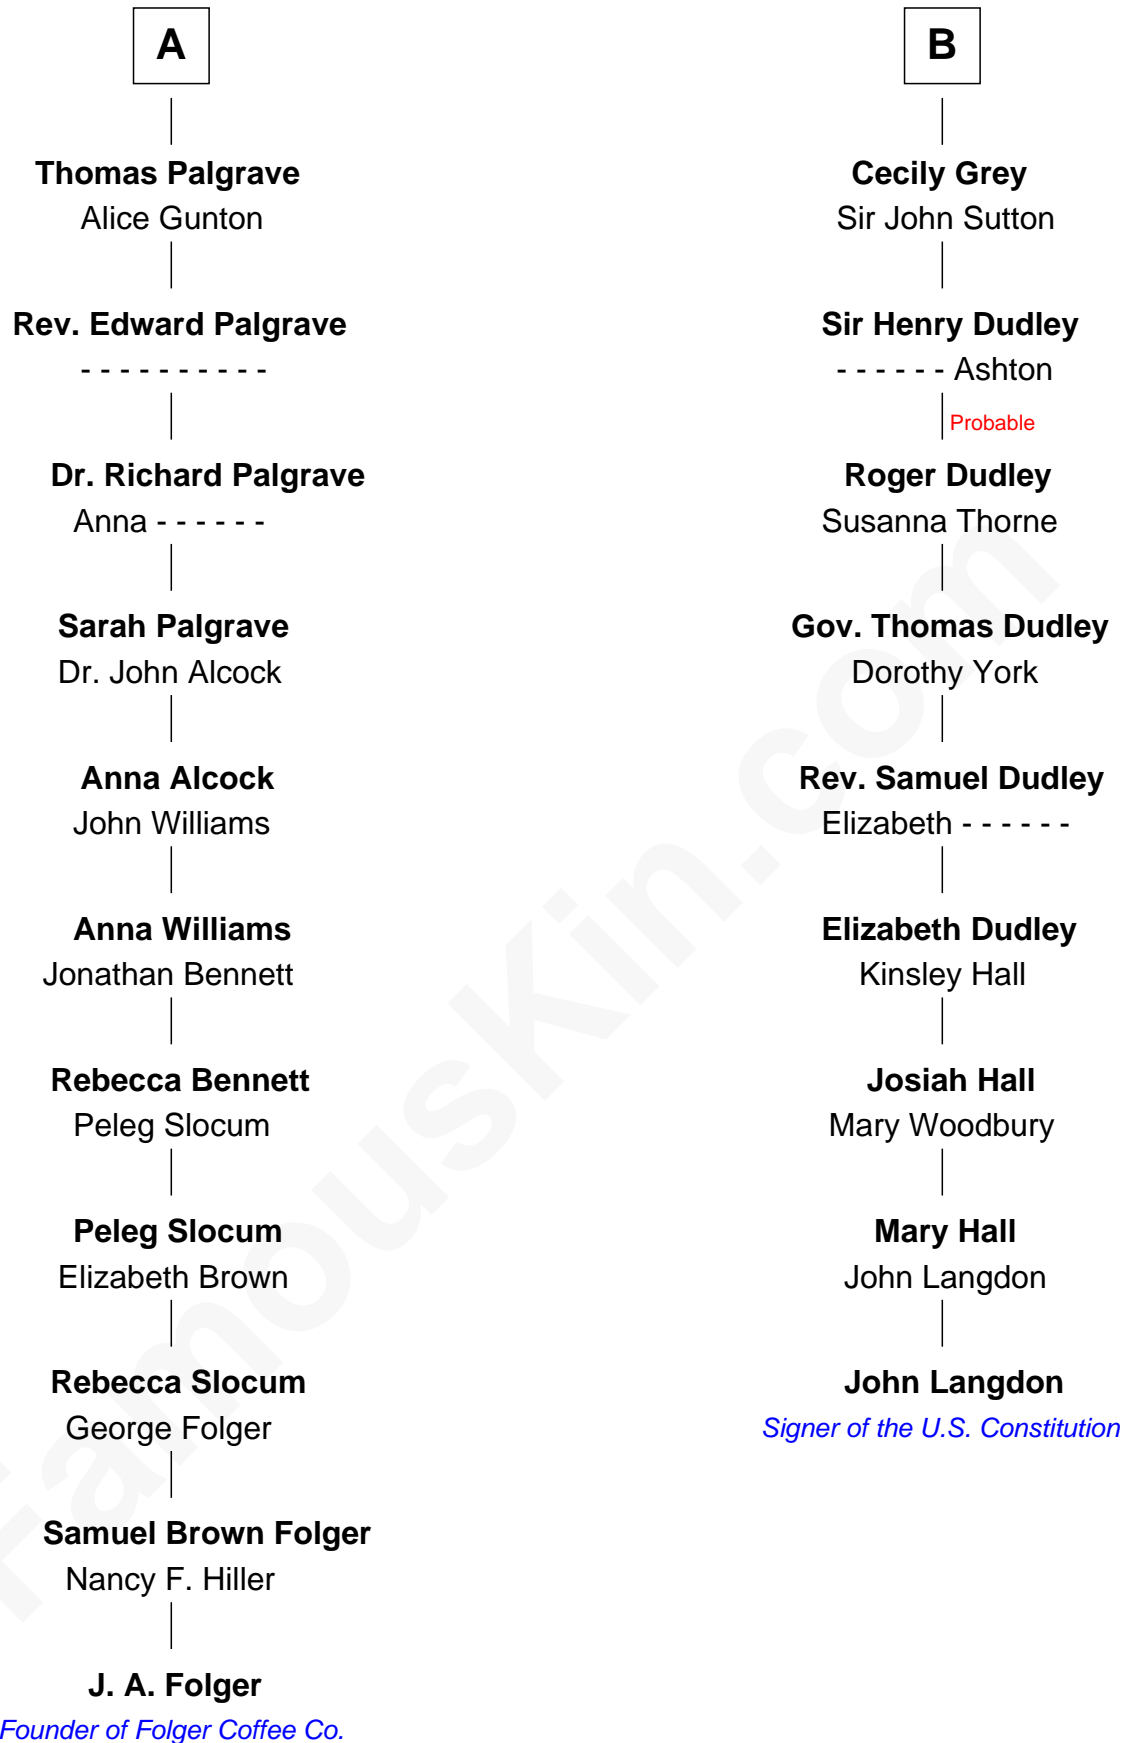 A
Thomas Palgrave
Alice Gunton
Rev. Edward Palgrave
- - - - - - - - - -
Dr. Richard Palgrave
Anna - - - - - -
Sarah Palgrave
Dr. John Alcock
Anna Alcock
John Williams
Anna Williams
Jonathan Bennett
Rebecca Bennett
Peleg Slocum
Peleg Slocum
Elizabeth Brown
Rebecca Slocum
George Folger
Samuel Brown Folger
Nancy F. Hiller
J. A. Folger
Founder of Folger Coffee Co.
B
Cecily Grey
Sir John Sutton
Sir Henry Dudley
- - - - - - Ashton
Probable
Roger Dudley
Susanna Thorne
Gov. Thomas Dudley
Dorothy York
Rev. Samuel Dudley
Elizabeth - - - - - -
Elizabeth Dudley
Kinsley Hall
Josiah Hall
Mary Woodbury
Mary Hall
John Langdon
John Langdon
Signer of the U.S. Constitution
FamousKin.com